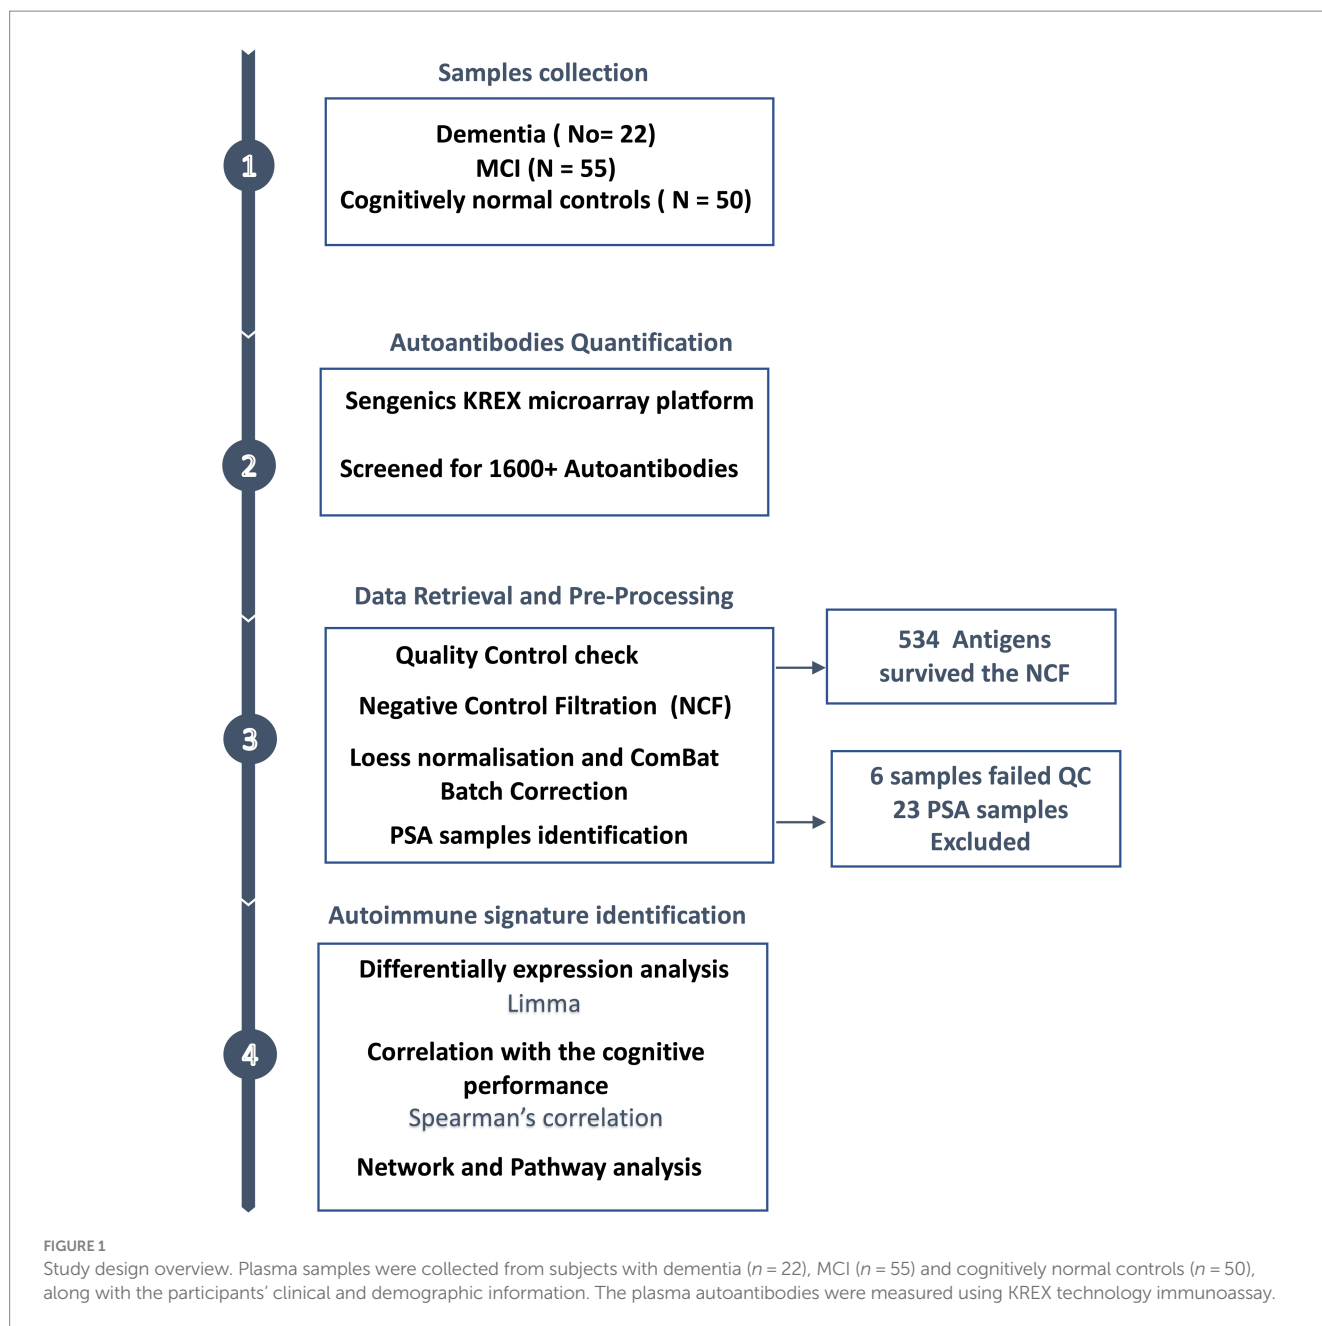 Samples collection
1
Dementia ( No= 22)
MCI (N = 55)
Cognitively normal controls ( N = 50)
Autoantibodies Quantification
2
Sengenics KREX microarray platform
Screened for 1600+ Autoantibodies
Data Retrieval and Pre-Processing
3
Quality Control check
Negative Control Filtration (NCF)
Loess normalisation and ComBat
Batch Correction
PSA samples identification
534 Antigens
survived the NCF
6 samples failed QC
23 PSA samples
Excluded
Autoimmune signature identification
4
Differentially expression analysis
Limma
Correlation with the cognitive
performance
Spearman’s correlation
Network and Pathway analysis
FIGURE 1
Study design overview. Plasma samples were collected from subjects with dementia (n = 22), MCI (n = 55) and cognitively normal controls (n = 50),
along with the participants’ clinical and demographic information. The plasma autoantibodies were measured using KREX technology immunoassay.